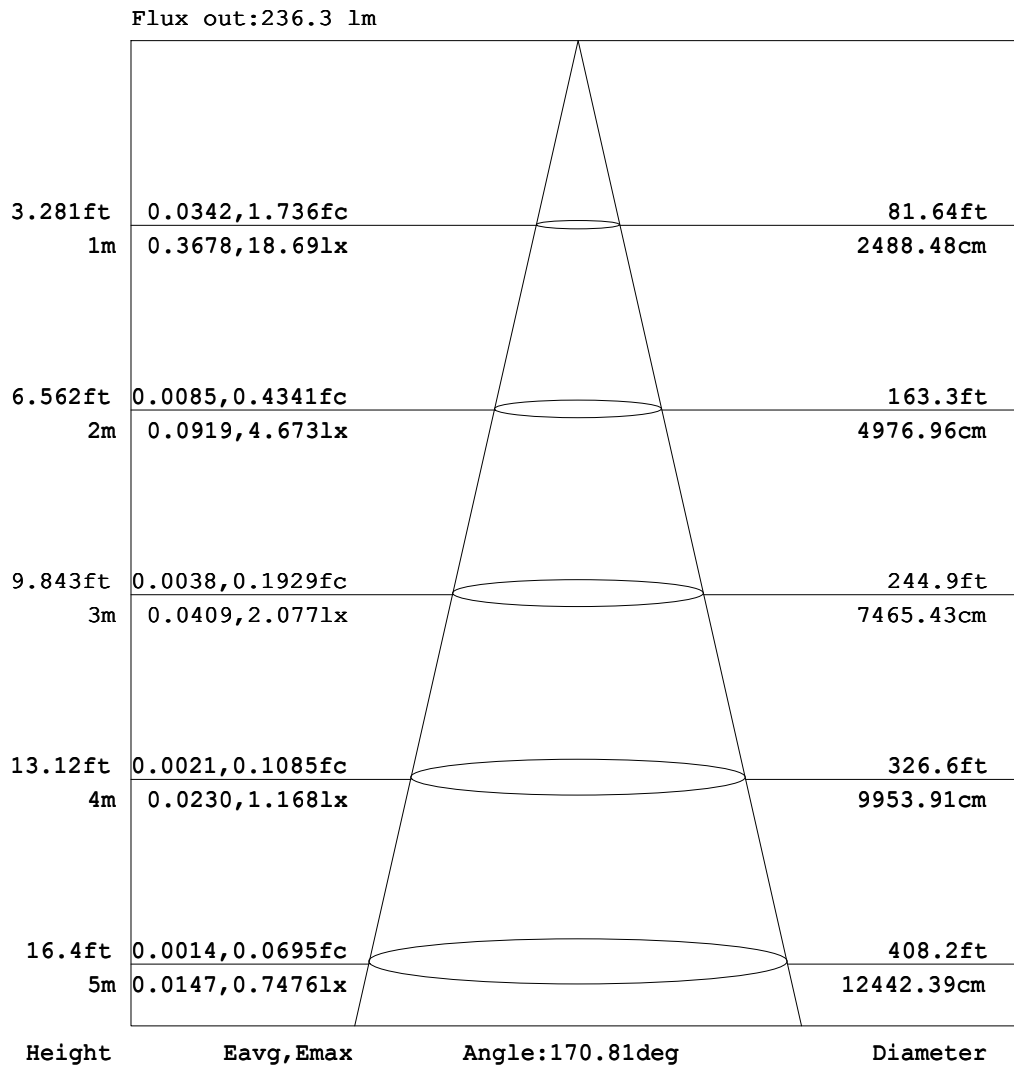 Flux out:236.3 lm
3.281ft 0.0342,1.736fc 81.64ft
1m 0.3678,18.69lx 2488.48cm
6.562ft 0.0085,0.4341fc 163.3ft
2m 0.0919,4.673lx 4976.96cm
9.843ft 0.0038,0.1929fc 244.9ft
3m 0.0409,2.077lx 7465.43cm
13.12ft 0.0021,0.1085fc 326.6ft
4m 0.0230,1.168lx 9953.91cm
16.4ft 0.0014,0.0695fc 408.2ft
5m 0.0147,0.7476lx 12442.39cm
Height Eavg,Emax Angle:170.81deg Diameter